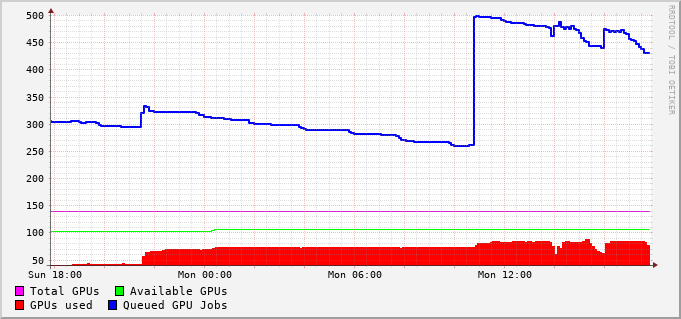 500
450
400
350
300
250
200
150
100
50
Sun 18:00 Mon 00:00 Mon 06:00 Mon 12:00
Total GPUs Available GPUs
GPUs used Queued GPU Jobs
RRDTOOL / TOBI OETIKER